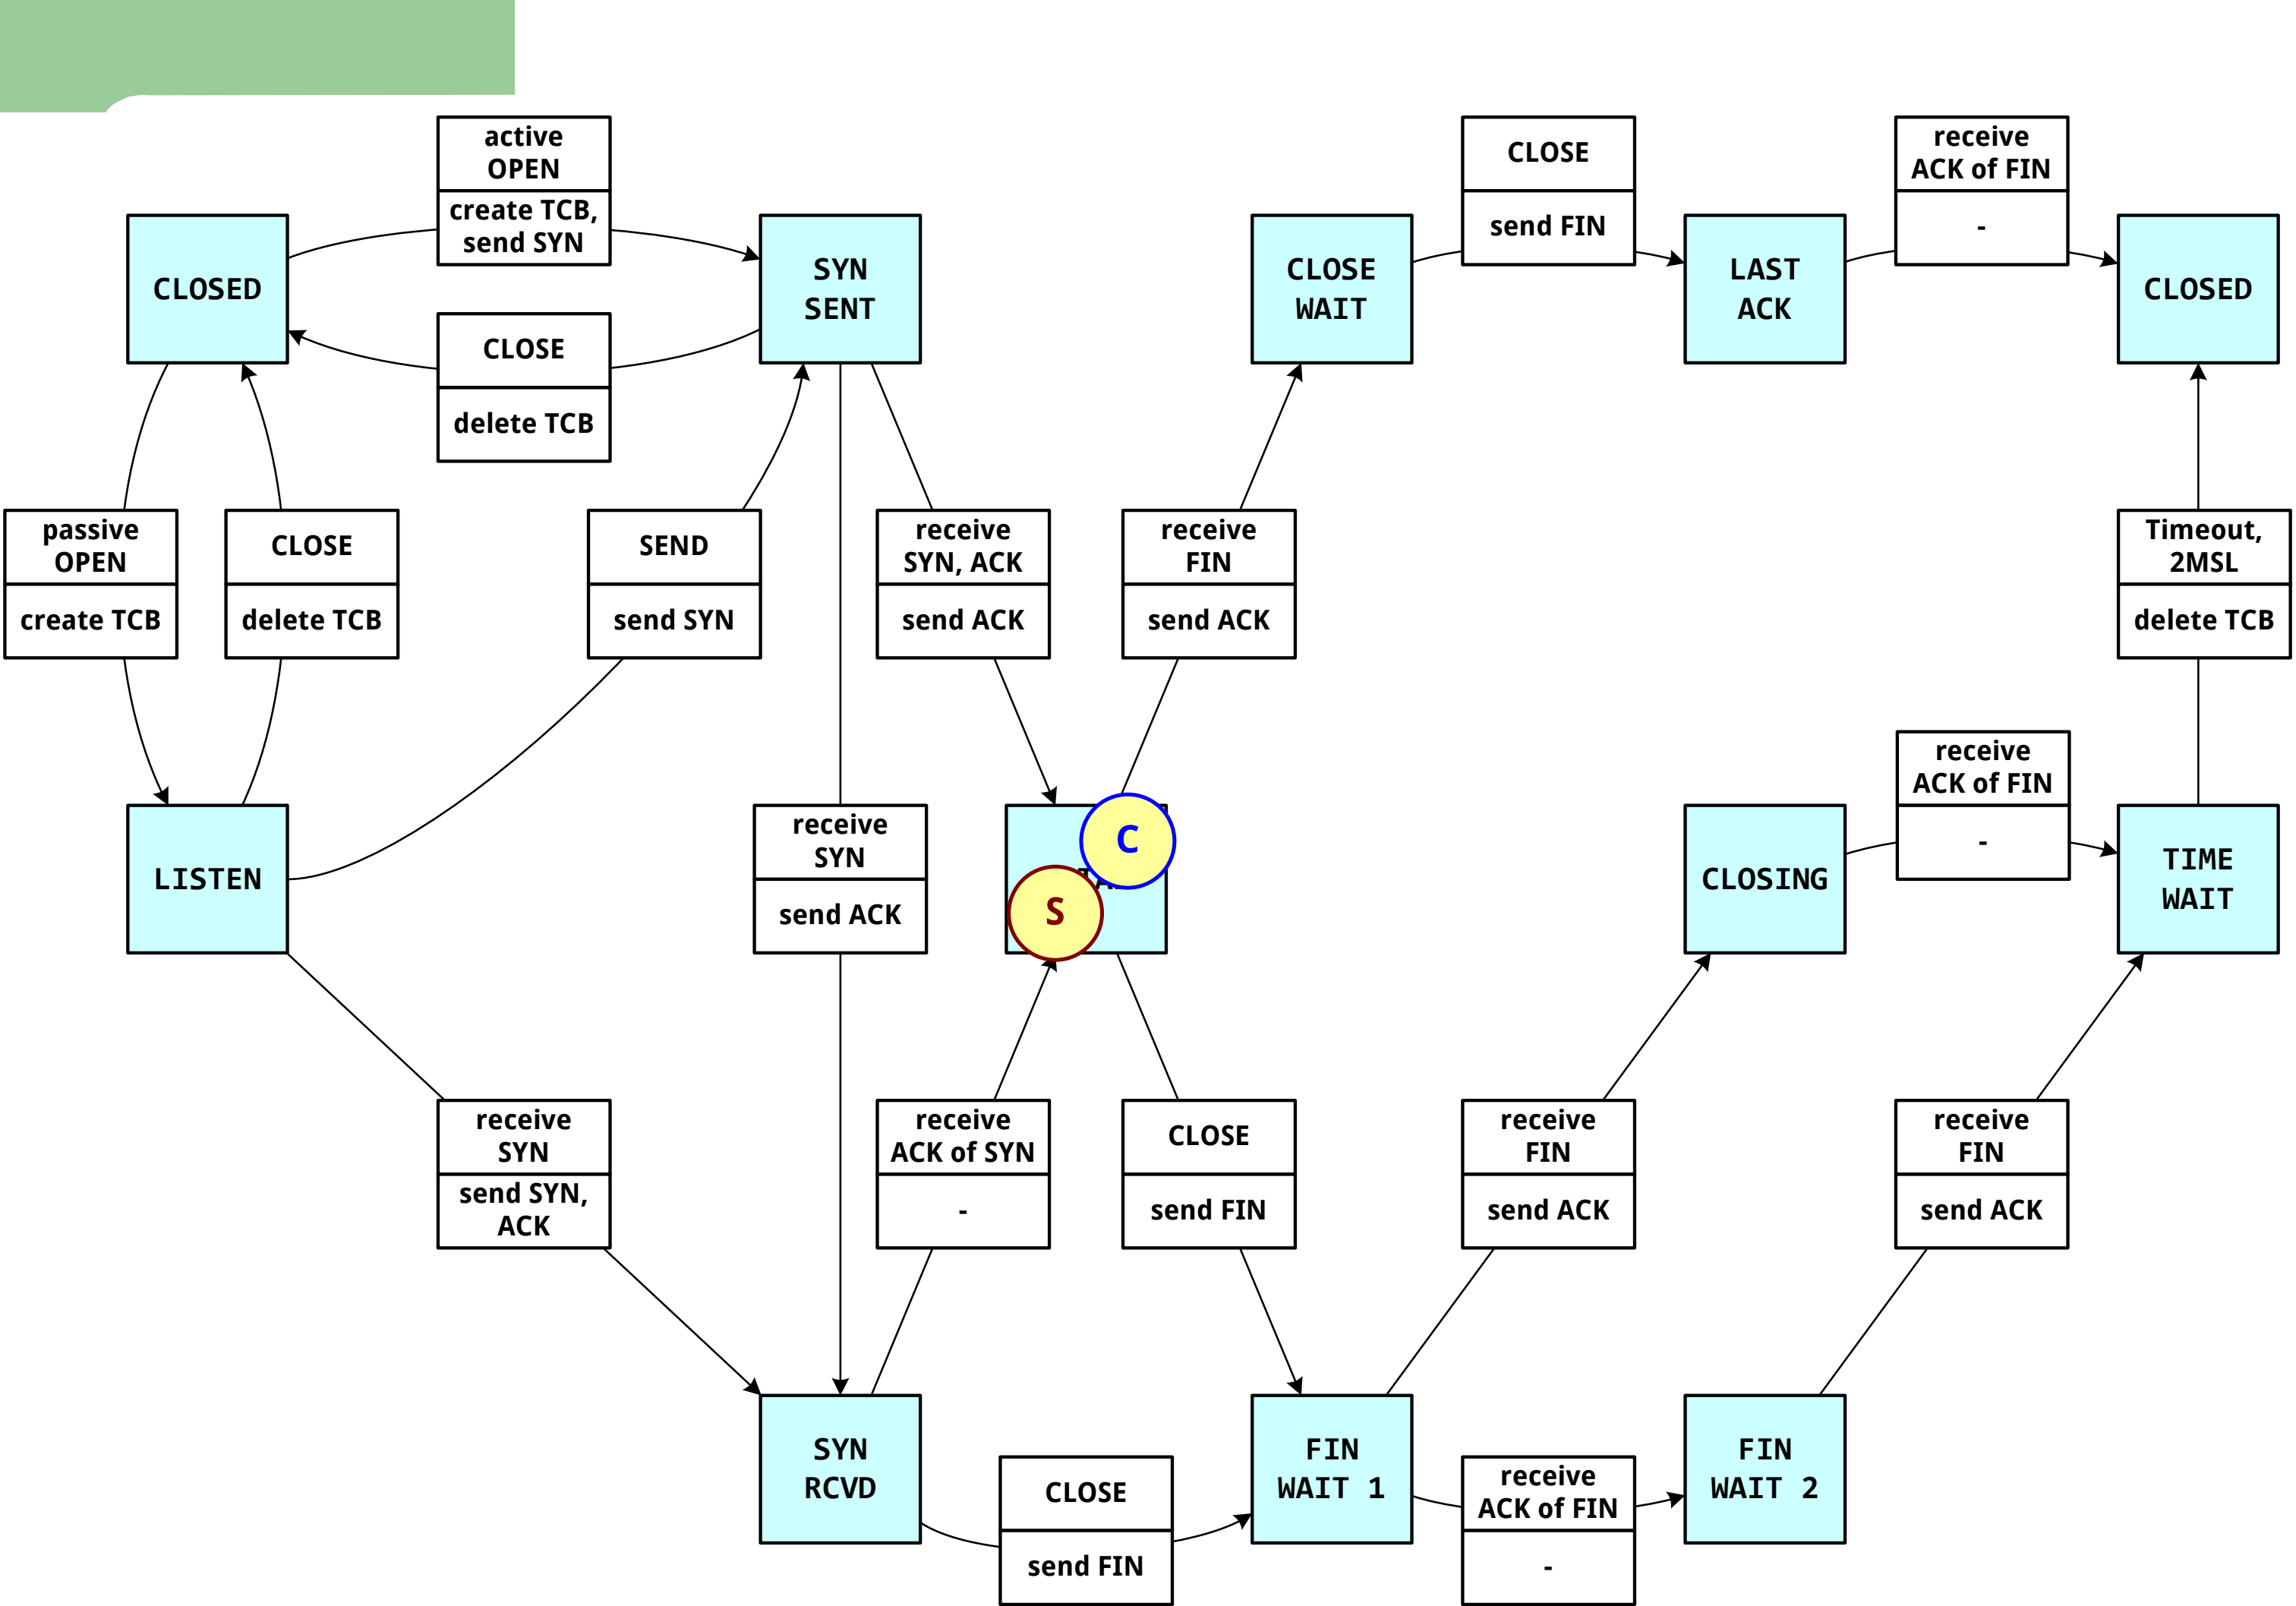 active
OPEN
create TCB,
send SYN
CLOSE
send FIN
receive
ACK of FIN
-
CLOSED
SYN
SENT
CLOSE
WAIT
LAST
ACK
CLOSED
CLOSE
delete TCB
passive
OPEN
create TCB
CLOSE
delete TCB
SEND
send SYN
receive
SYN, ACK
send ACK
receive
FIN
send ACK
Timeout,
2MSL
delete TCB
LISTEN
receive
SYN
send ACK
C
S
CLOSING
receive
ACK of FIN
-
TIME
WAIT
receive
SYN
send SYN,
ACK
receive
ACK of SYN
-
CLOSE
send FIN
receive
FIN
send ACK
receive
FIN
send ACK
SYN
RCVD
CLOSE
send FIN
FIN
WAIT 1
receive
ACK of FIN
-
FIN
WAIT 2